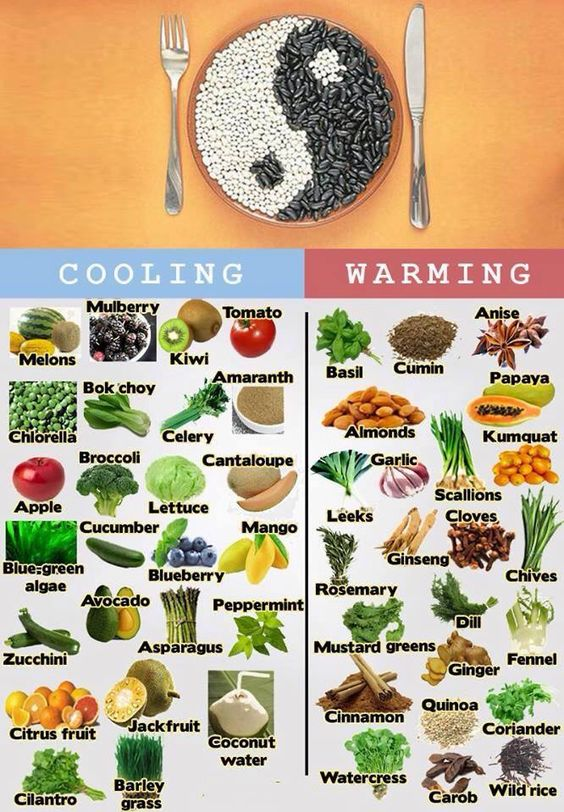 COOLING
WARMING
Melons
Mulberry
Kiwi
Tomato
Chlorella
Bok choy
Celery
Amaranth
Apple
Broccoli
Lettuce
Cantaloupe
Blue-green
algae
Cucumber
Blueberry
Mango
Zucchini
Avocado
Asparagus
Peppermint
Citrus fruit
Jackfruit
Coconut
water
Cilantro
Barley
grass
Basil
Cumin
Anise
Almonds
Papaya
Kumquat
Leeks
Garlic
Scallions
Rosemary
Ginseng
Cloves
Chives
Mustard greens
Dill
Ginger
Fennel
Cinnamon
Quinoa
Coriander
Watercress
Carob
Wild rice